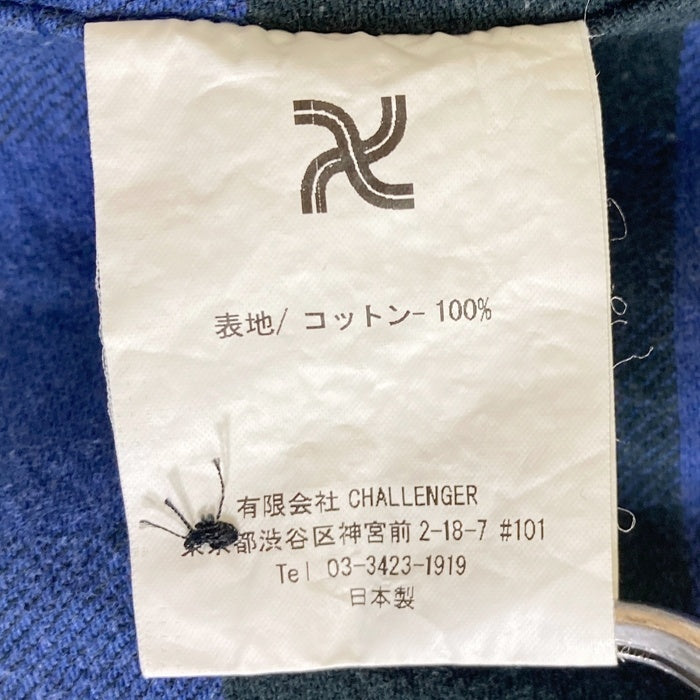 表地/ コットン- 100%
有限会社 CHALLENGER
都渋谷区神宮前 2-18-7 #101
Tel 03-3423-1919
日本製